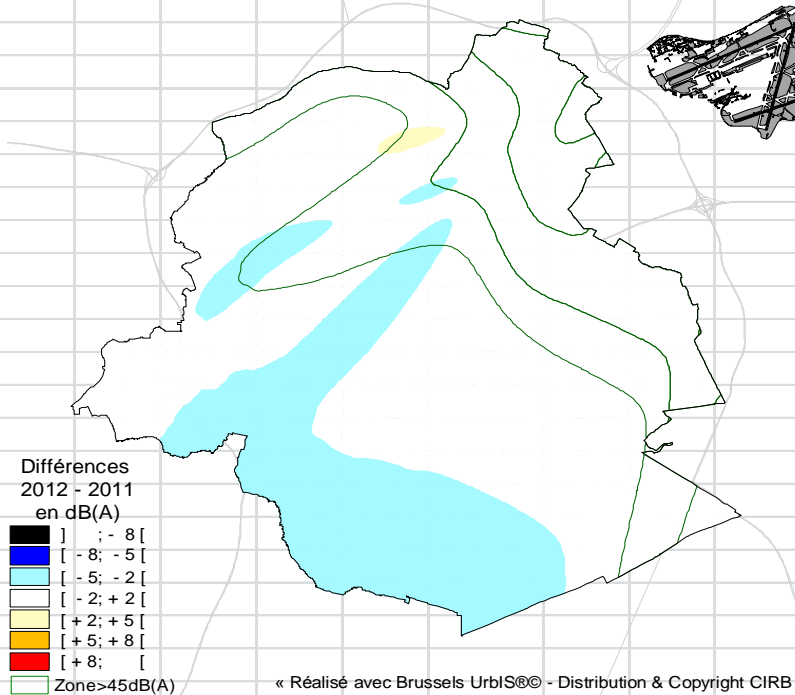 Différences
2012 - 2011
en dB(A)
] ; - 8 [
[ - 8; - 5 [
[ - 5; - 2 [
[ - 2; + 2 [
[ + 2; + 5 [
[ + 5; + 8 [
[ + 8; [
Zone>45dB(A)
« Réalisé avec Brussels UrbIS®© - Distribution & Copyright CIRB